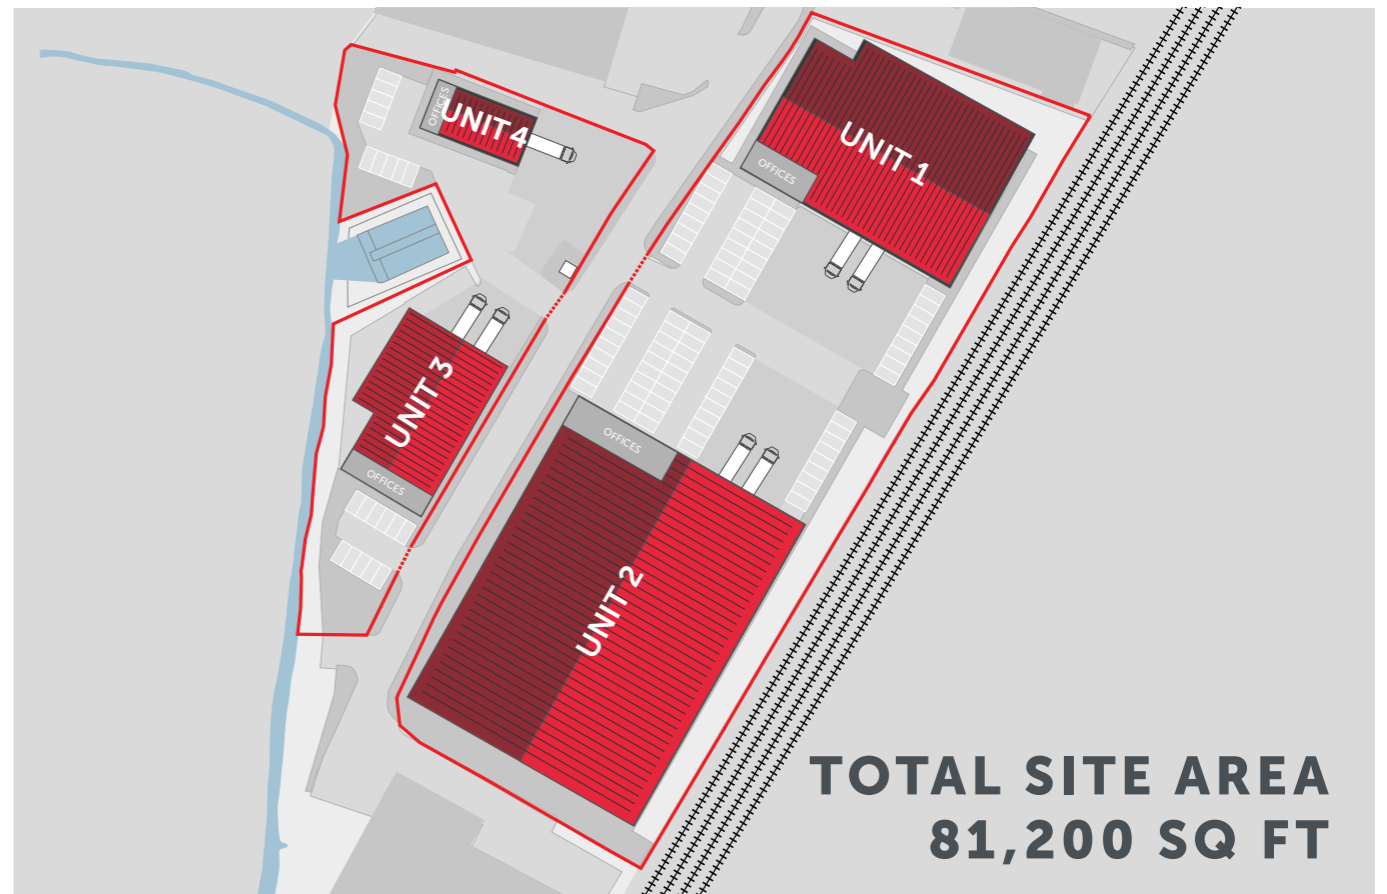 OFFICES
UNIT 4
UNIT 1
OFFICES
UNIT 3
OFFICES
OFFICES
UNIT 2
TOTAL SITE AREA
81,200 SQ FT